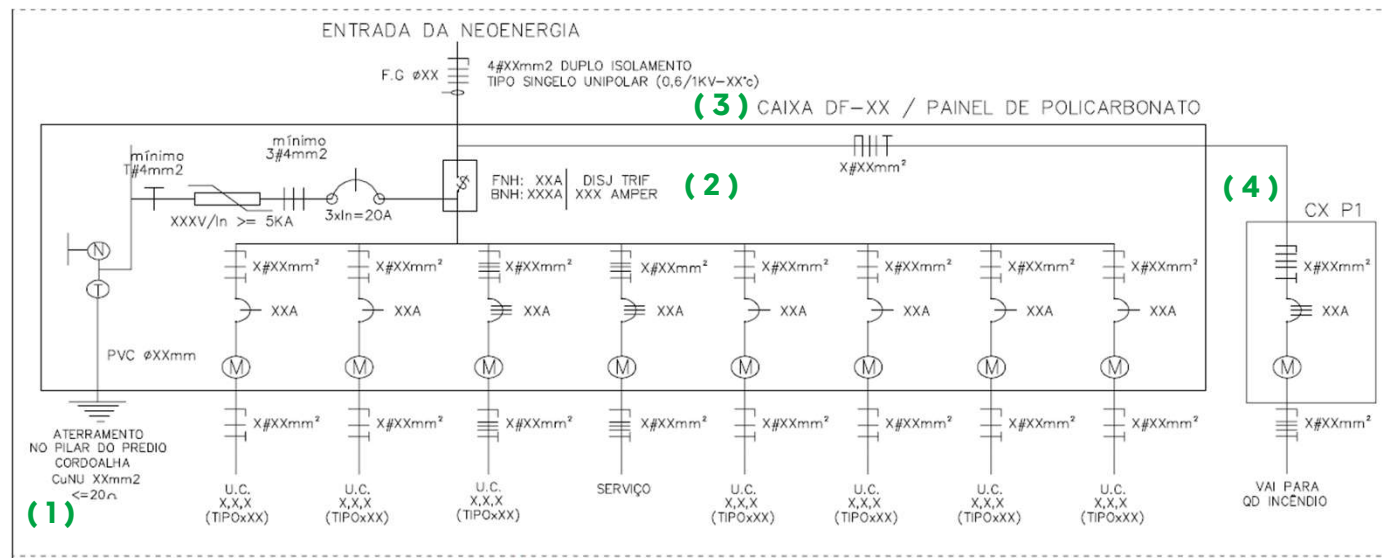 ENTRADA DA NEOENERGIA
F.G øXX
4#XXmm2 DUPLO ISOLAMENTO
TIPO SINGELO UNIPOLAR (0,6/1KV-XX°c)
(3) CAIXA DF-XX / PAINEL DE POLICARBONATO
mínimo
T#4mm2
mínimo
3#4mm2
XXXV/In >= 5KA
3xIn=20A
FNH: XXA
BNH: XXXA
DISJ TRIF
XXX AMPER
(2)
X#XXmm²
(4)
CX P1
N
T
PVC øXXmm
X#XXmm² X#XXmm² X#XXmm² X#XXmm² X#XXmm² X#XXmm² X#XXmm² X#XXmm² X#XXmm²
XXA XXA XXA XXA XXA XXA XXA XXA XXA
M M M M M M M M M
X#XXmm² X#XXmm² X#XXmm² X#XXmm² X#XXmm² X#XXmm² X#XXmm² X#XXmm² X#XXmm²
ATERRAMENTO
NO PILAR DO PREDIO
CORDOALHA
CuNU XXmm2
<=20Ω
(1)
U.C.
X,X,X
(TIPOxXX)
U.C.
X,X,X
(TIPOxXX)
U.C.
X,X,X
(TIPOxXX)
SERVIÇO
U.C.
X,X,X
(TIPOxXX)
U.C.
X,X,X
(TIPOxXX)
U.C.
X,X,X
(TIPOxXX)
U.C.
X,X,X
(TIPOxXX)
VAI PARA
QD INCÊNDIO